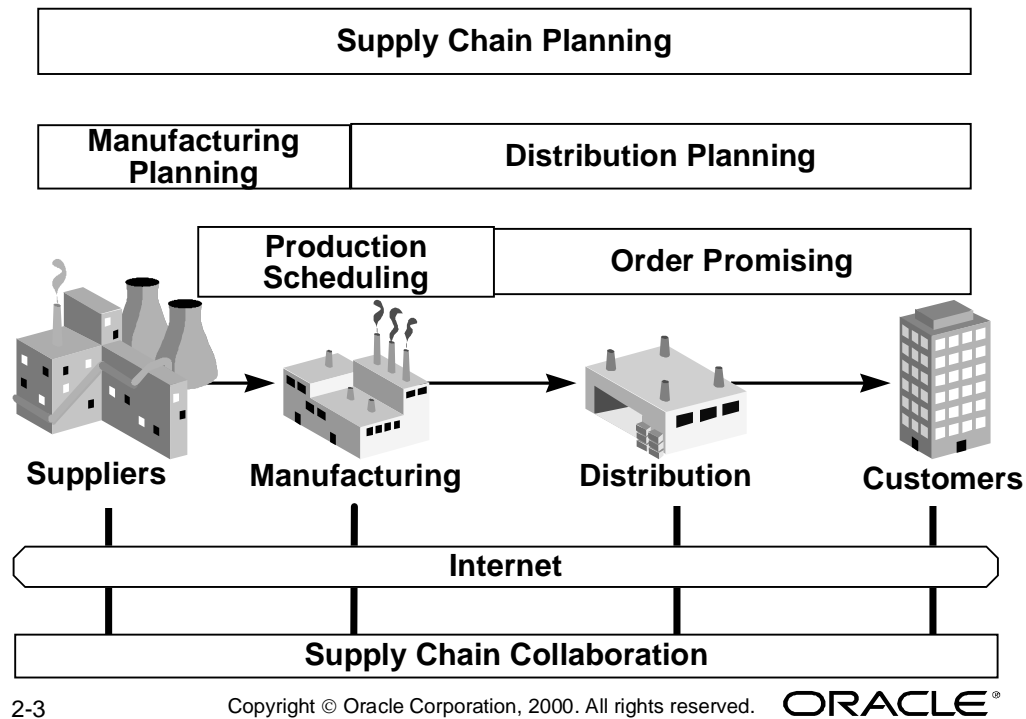 Supply Chain Planning
Manufacturing
Planning
Distribution Planning
Production
Scheduling
Order Promising
Suppliers
Manufacturing
Distribution
Customers
Internet
Supply Chain Collaboration
2-3
Copyright © Oracle Corporation, 2000. All rights reserved.
ORACLE®